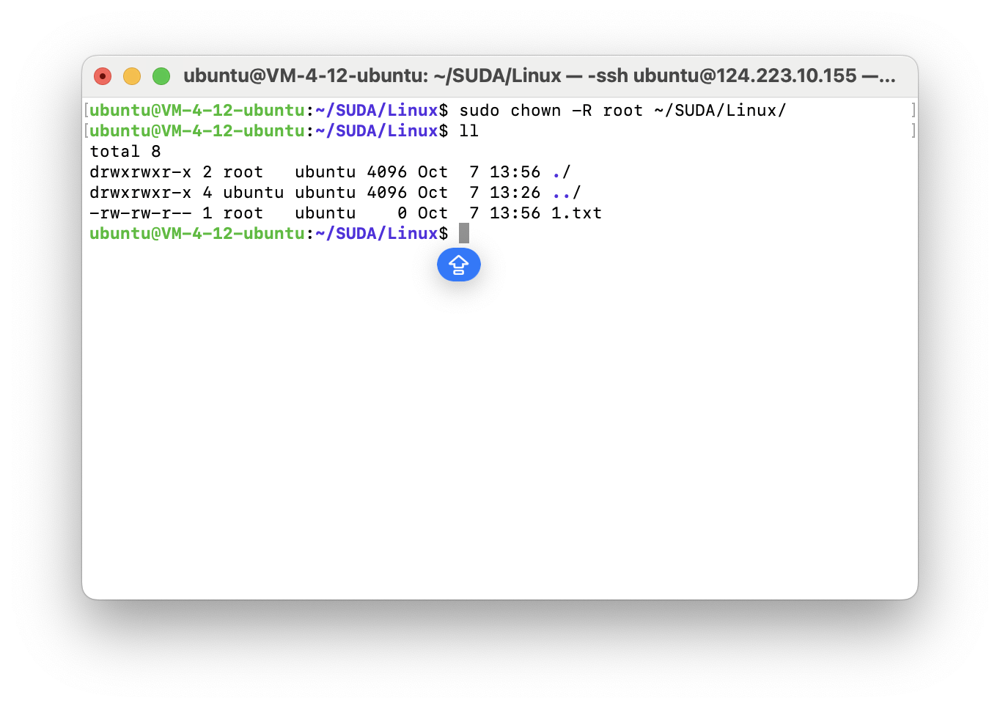 ubuntu@VM-4-12-ubuntu: ~/SUDA/Linux — -ssh ubuntu@124.223.10.155 —...
[ubuntu@VM-4-12-ubuntu:~/SUDA/Linux$ sudo chown -R root ~/SUDA/Linux/ ]
[ubuntu@VM-4-12-ubuntu:~/SUDA/Linux$ ll ]
total 8
drwxrwxr-x 2 root   ubuntu 4096 Oct  7 13:56 ./
drwxrwxr-x 4 ubuntu ubuntu 4096 Oct  7 13:26 ../
-rw-rw-r-- 1 root   ubuntu    0 Oct  7 13:56 1.txt
ubuntu@VM-4-12-ubuntu:~/SUDA/Linux$